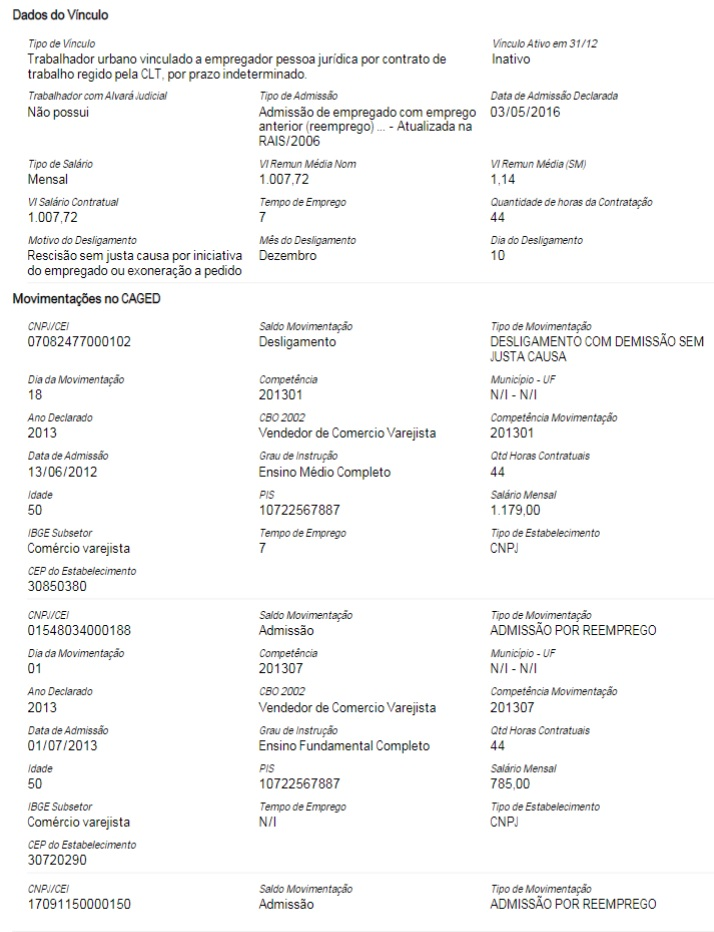 Dados do Vínculo
Tipo de Vínculo
Vínculo Ativo em 31/12
Trabalhador urbano vinculado a empregador pessoa jurídica por contrato de
trabalho regido pela CLT, por prazo indeterminado.
Inativo
Trabalhador com Alvará Judicial
Tipo de Admissão
Data de Admissão Declarada
Não possui
Admissão de empregado com emprego
anterior (reemprego) ... - Atualizada na
RAIS/2006
03/05/2016
Tipo de Salário
Vl Remun Média Nom
Vl Remun Média (SM)
Mensal
1.007,72
1,14
Vl Salário Contratual
Tempo de Emprego
Quantidade de horas da Contratação
1.007,72
7
44
Motivo do Desligamento
Mês do Desligamento
Dia do Desligamento
Rescisão sem justa causa por iniciativa
do empregado ou exoneração a pedido
Dezembro
10
Movimentações no CAGED
CNPJ/CEI
Saldo Movimentação
Tipo de Movimentação
07082477000102
Desligamento
DESLIGAMENTO COM DEMISSÃO SEM
JUSTA CAUSA
Dia da Movimentação
Competência
Município - UF
18
201301
N/I - N/I
Ano Declarado
CBO 2002
Competência Movimentação
2013
Vendedor de Comercio Varejista
201301
Data de Admissão
Grau de Instrução
Qtd Horas Contratuais
13/06/2012
Ensino Médio Completo
44
Idade
PIS
Salário Mensal
50
10722567887
1.179,00
IBGE Subsetor
Tempo de Emprego
Tipo de Estabelecimento
Comércio varejista
7
CNPJ
CEP do Estabelecimento
30850380
CNPJ/CEI
Saldo Movimentação
Tipo de Movimentação
01548034000188
Admissão
ADMISSÃO POR REEMPREGO
Dia da Movimentação
Competência
Município - UF
01
201307
N/I - N/I
Ano Declarado
CBO 2002
Competência Movimentação
2013
Vendedor de Comercio Varejista
201307
Data de Admissão
Grau de Instrução
Qtd Horas Contratuais
01/07/2013
Ensino Fundamental Completo
44
Idade
PIS
Salário Mensal
50
10722567887
785,00
IBGE Subsetor
Tempo de Emprego
Tipo de Estabelecimento
Comércio varejista
N/I
CNPJ
CEP do Estabelecimento
30720290
CNPJ/CEI
Saldo Movimentação
Tipo de Movimentação
17091150000150
Admissão
ADMISSÃO POR REEMPREGO